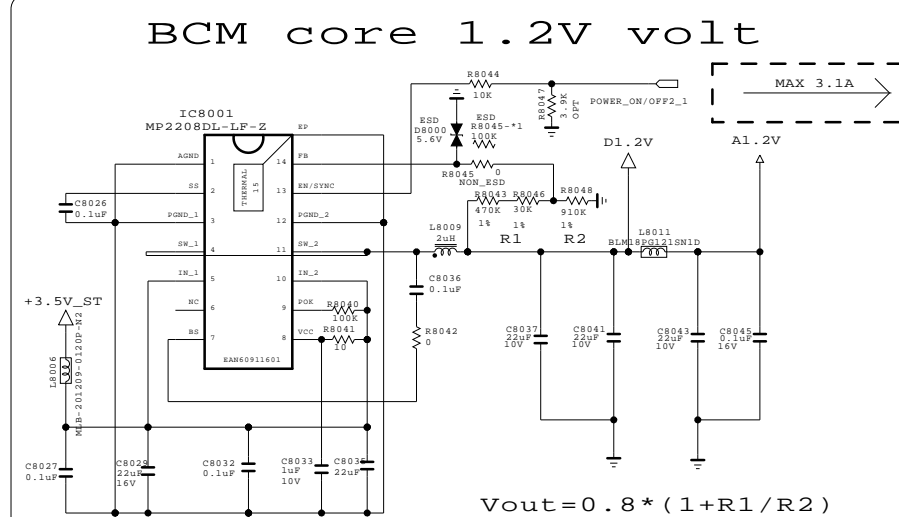 BCM core 1.2V volt
MAX 3.1A
R8044
10K
R8047
3.9K
OPT
POWER_ON/OFF2_1
IC8001
MP2208DL-LF-Z
EP
ESD
D8000
5.6V
ESD
R8045-*1
100K
D1.2V
A1.2V
AGND
1
14
FB
R8045
0
NON_ESD
THERMAL
15
SS
2
13
EN/SYNC
C8026
0.1uF
R8043
470K
1%
R8046
30K
1%
R8048
910K
1%
PGND_1
3
12
PGND_2
R1
R2
L8009
2uH
L8011
BLM18PG121SN1D
SW_1
4
11
SW_2
C8036
0.1uF
IN_1
5
10
IN_2
+3.5V_ST
NC
6
9
POK
R8040
100K
R8041
10
R8042
0
BS
7
8
VCC
EAN60911601
C8037
22uF
10V
C8041
22uF
10V
C8043
22uF
10V
C8045
0.1uF
16V
L8006
MLB-201209-0120P-N2
C8027
0.1uF
C8029
22uF
16V
C8032
0.1uF
C8033
1uF
10V
22uF
Vout=0.8*(1+R1/R2)